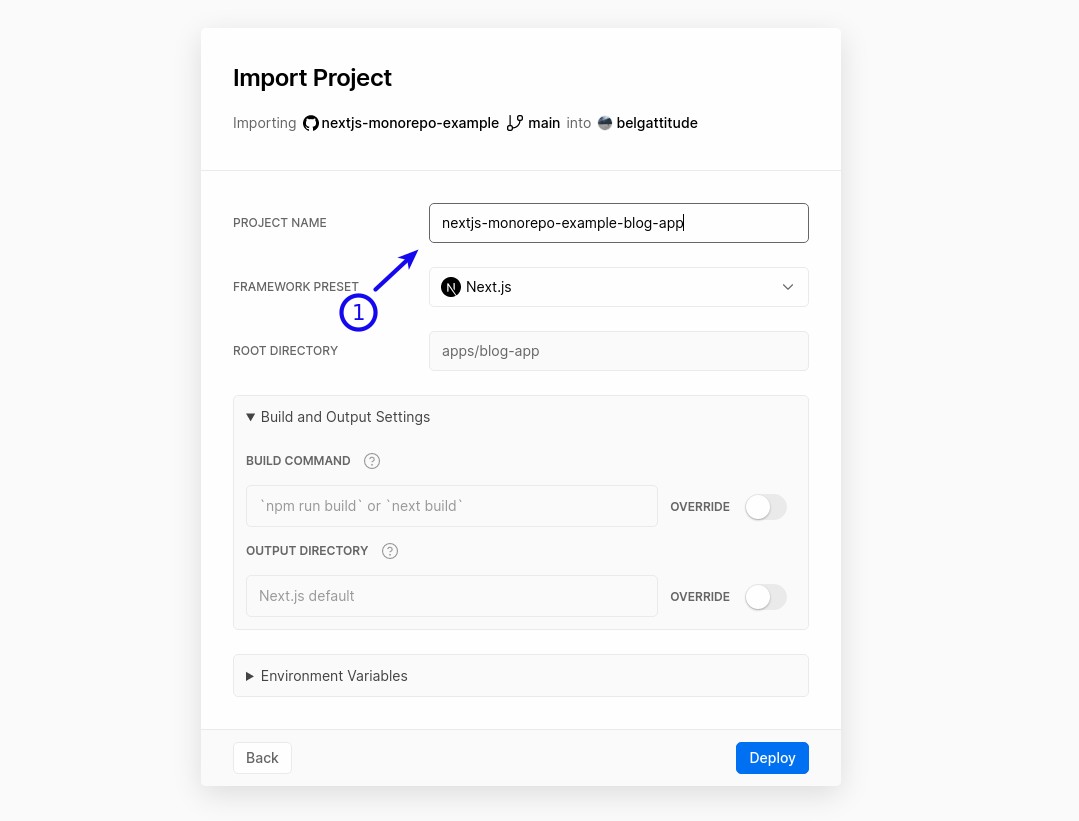 Import Project
Importing nextjs-monorepo-example main into belgattitude
PROJECT NAME
nextjs-monorepo-example-blog-app
FRAMEWORK PRESET
N Next.js
1
ROOT DIRECTORY
apps/blog-app
Build and Output Settings
BUILD COMMAND ?
`npm run build` or `next build`
OVERRIDE
OUTPUT DIRECTORY ?
Next.js default
OVERRIDE
Environment Variables
Back
Deploy